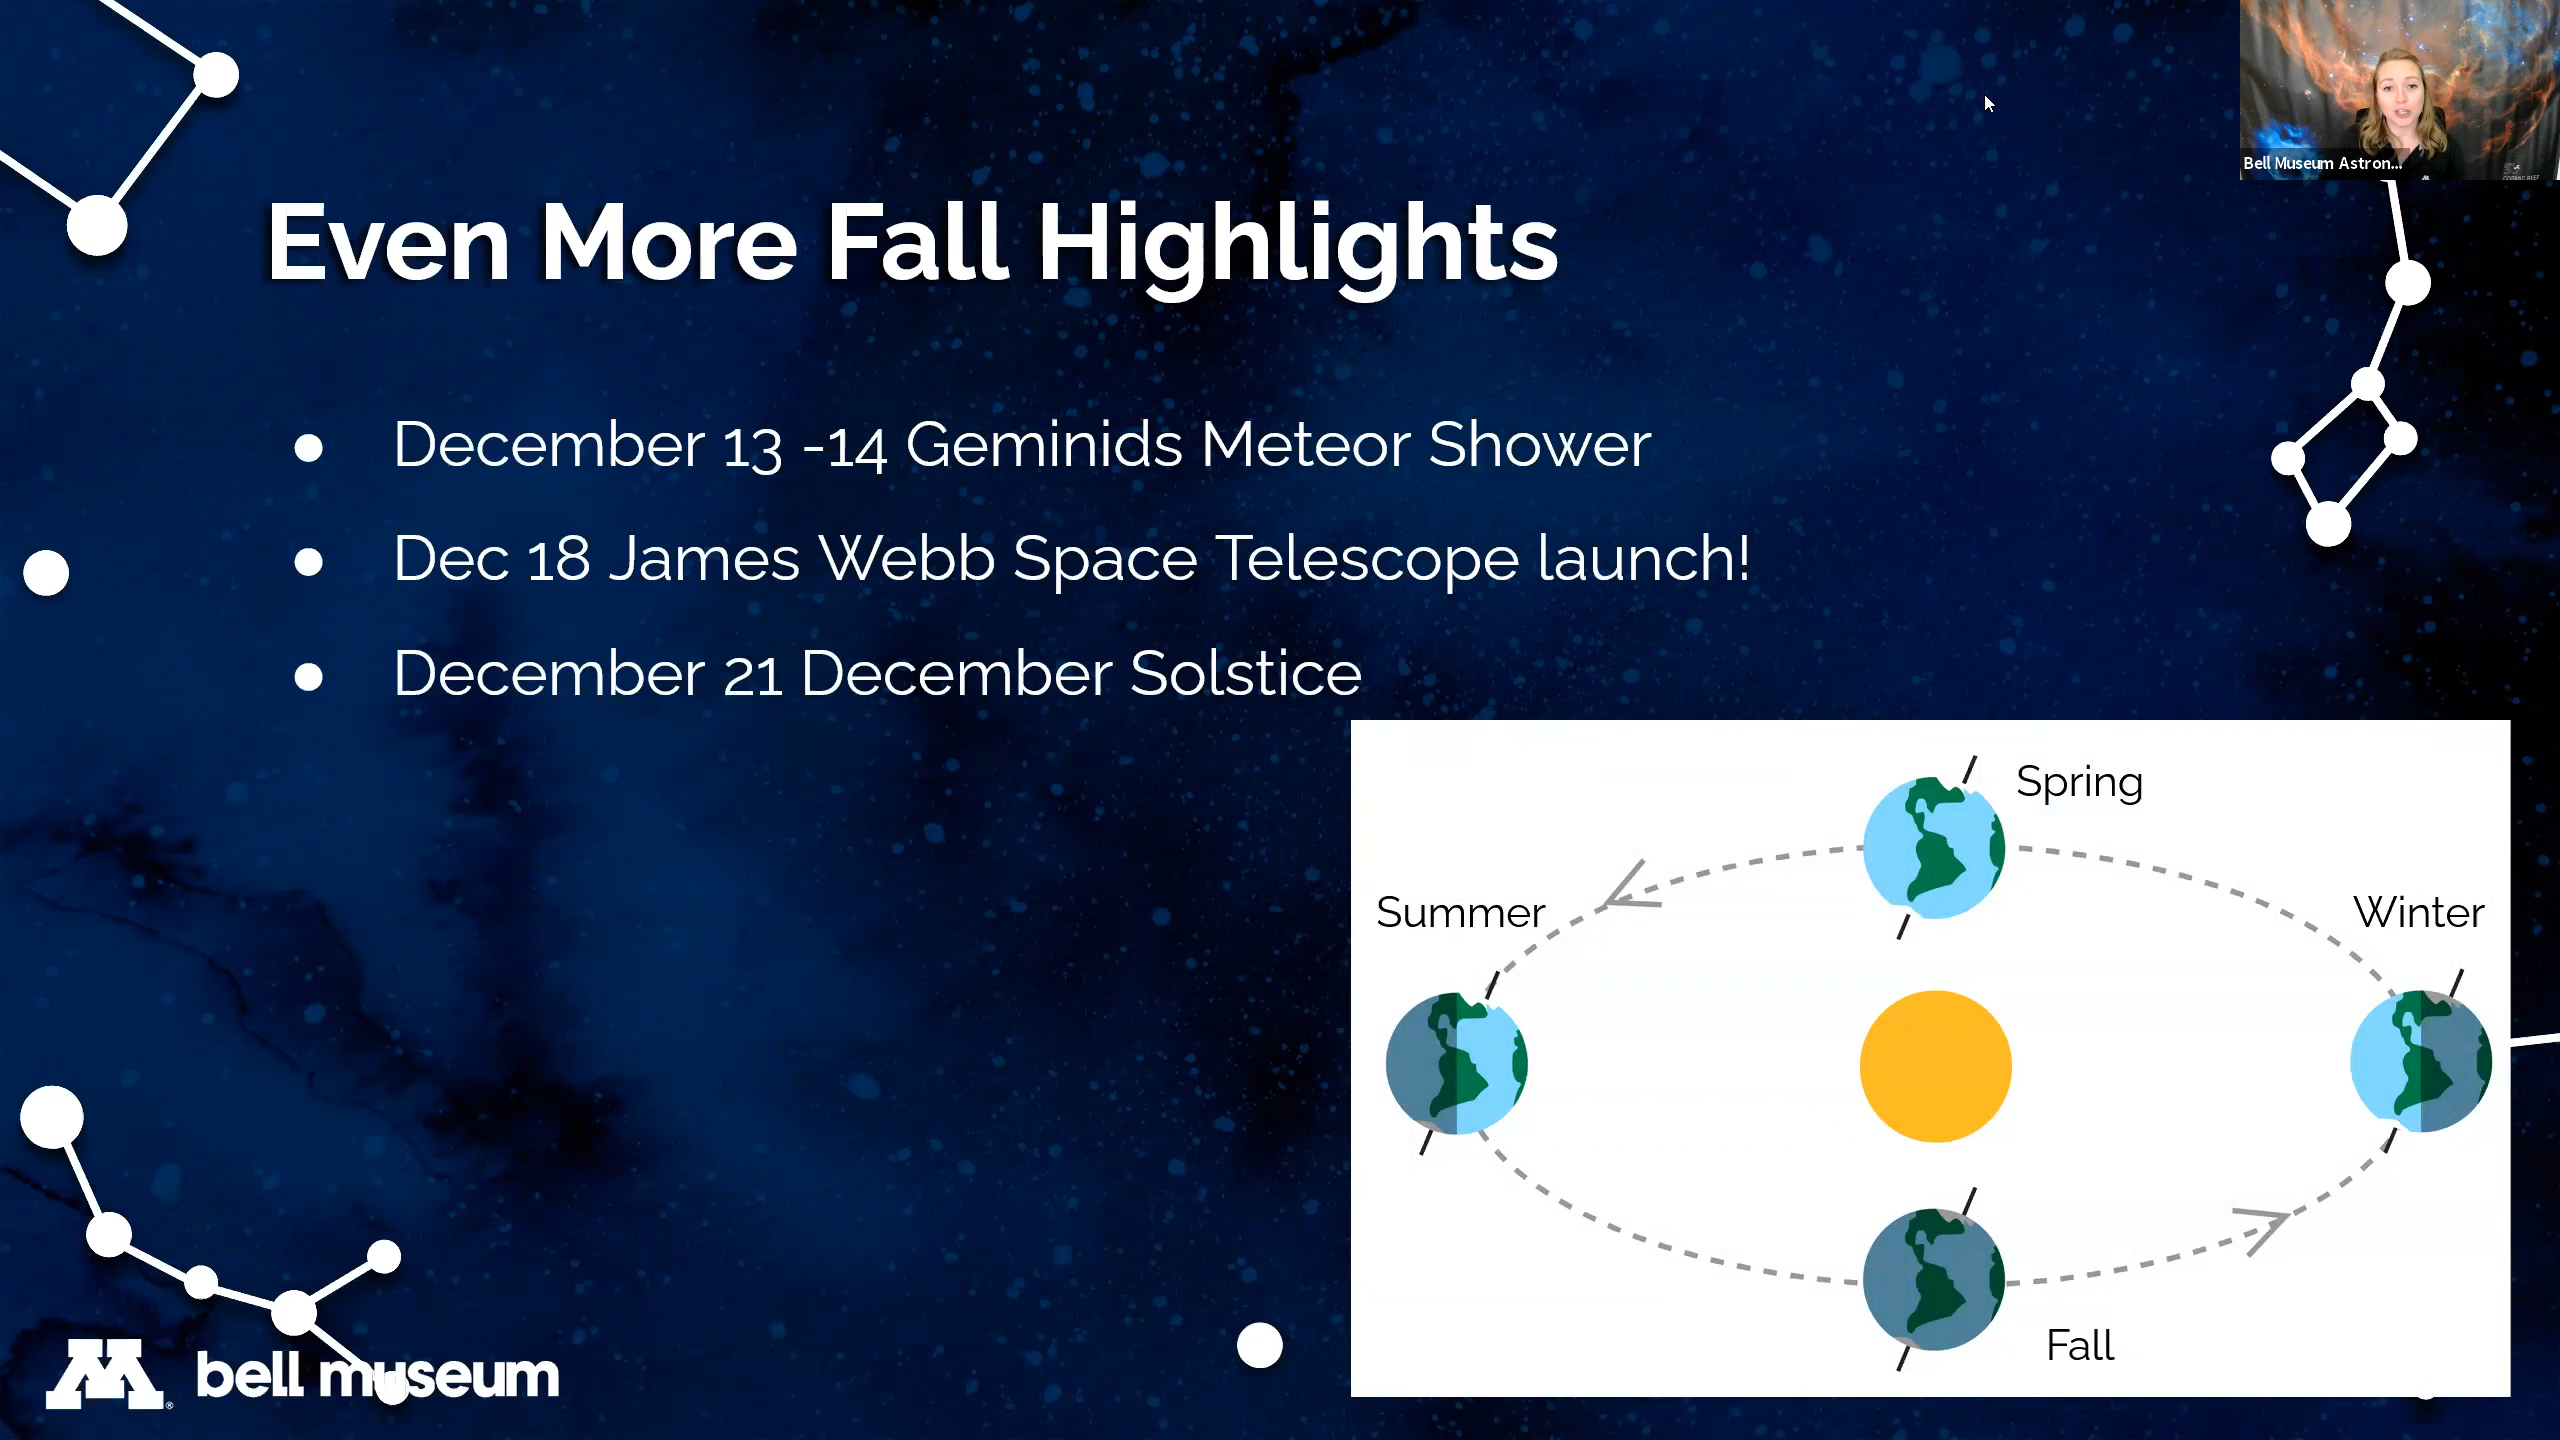 Bell Museum Astron...
Even More Fall Highlights
December 13 -14 Geminids Meteor Shower
Dec 18 James Webb Space Telescope launch!
December 21 December Solstice
Spring
Summer
Winter
Fall
M®
bell museum